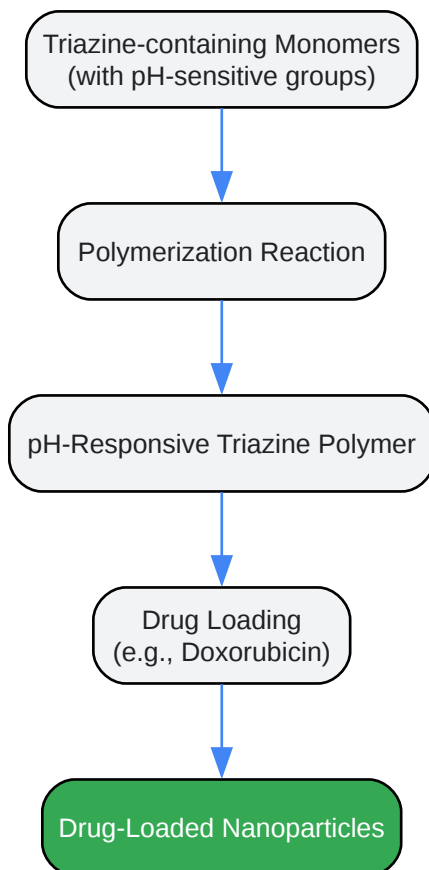 Triazine-containing Monomers
(with pH-sensitive groups)
Polymerization Reaction
pH-Responsive Triazine Polymer
Drug Loading
(e.g., Doxorubicin)
Drug-Loaded Nanoparticles